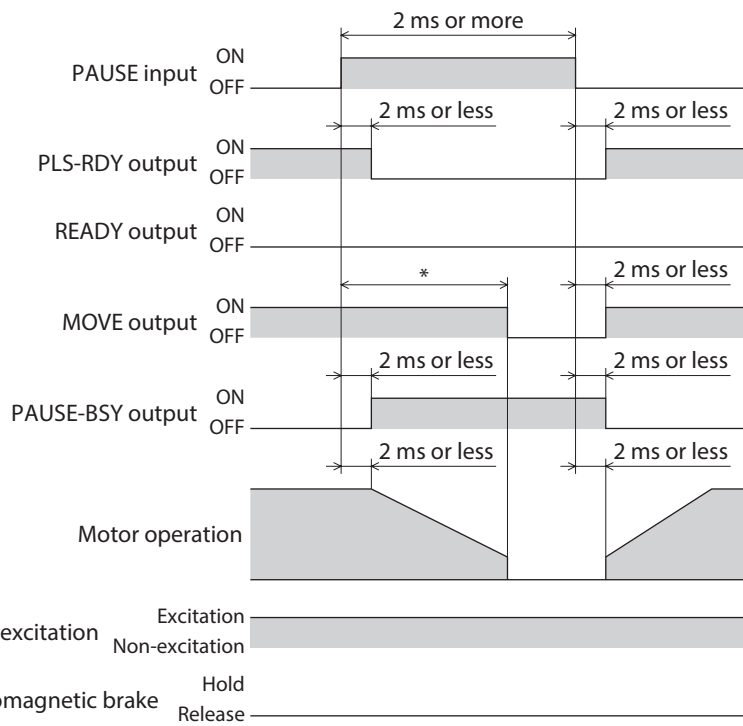 2 ms or more
PAUSE input
ON
OFF
2 ms or less
2 ms or less
PLS-RDY output
ON
OFF
READY output
ON
OFF
*
2 ms or less
MOVE output
ON
OFF
2 ms or less
2 ms or less
PAUSE-BSY output
ON
OFF
2 ms or less
2 ms or less
Motor operation
excitation
Excitation
Non-excitation
omagnetic brake
Hold
Release